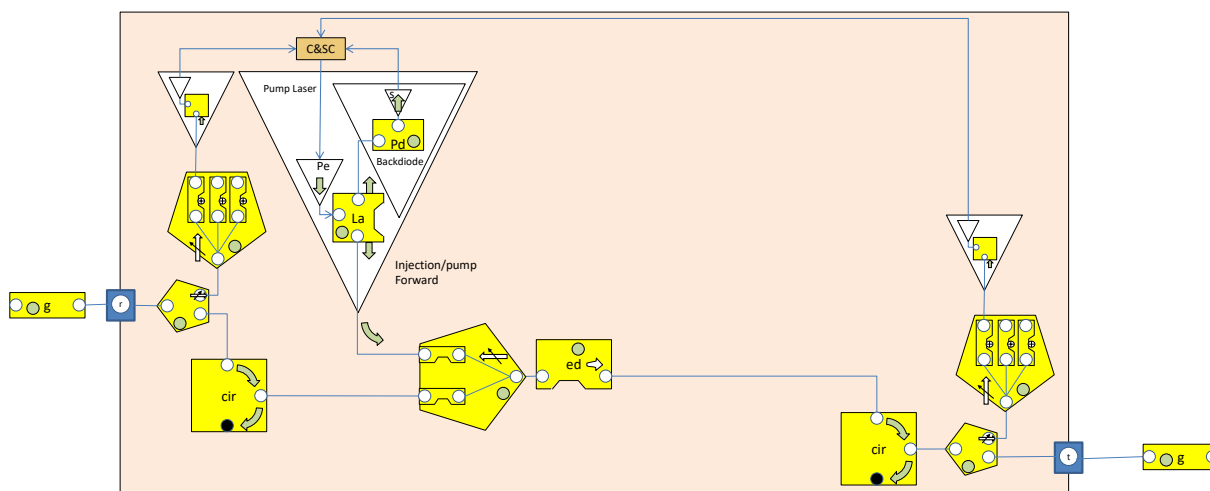 C&SC
Pump Laser
S
Pd
Backdiode
Pe
La
Injection/pump
Forward
g
r
cir
ed
cir
t
g